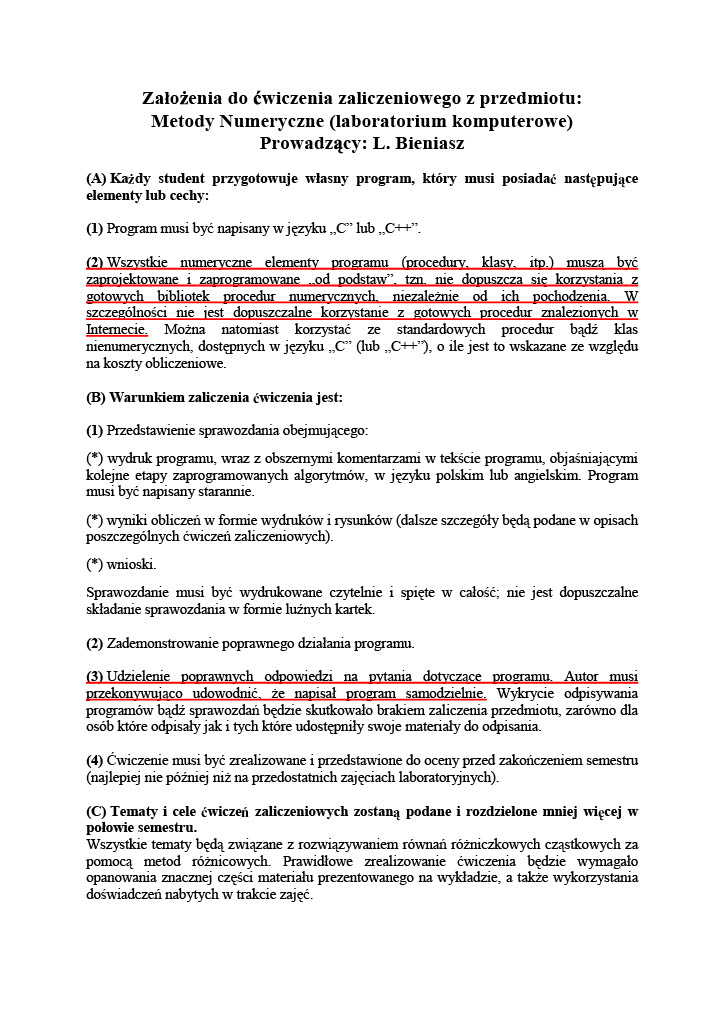 Założenia do ćwiczenia zaliczeniowego z przedmiotu:
Metody Numeryczne (laboratorium komputerowe)
Prowadzący: L. Bieniasz
(A) Każdy student przygotowuje własny program, który musi posiadać następujące
elementy lub cechy:
(1) Program musi być napisany w języku „C” lub „C++”.
(2) Wszystkie numeryczne elementy programu (procedury, klasy, itp.) muszą być
zaprojektowane i zaprogramowane „od podstaw”, tzn. nie dopuszcza się korzystania z
gotowych bibliotek procedur numerycznych, niezależnie od ich pochodzenia. W
szczególności nie jest dopuszczalne korzystanie z gotowych procedur znalezionych w
Internecie. Można natomiast korzystać ze standardowych procedur bądź klas
nienumerycznych, dostępnych w języku „C” (lub „C++”), o ile jest to wskazane ze względu
na koszty obliczeniowe.
(B) Warunkiem zaliczenia ćwiczenia jest:
(1) Przedstawienie sprawozdania obejmującego:
(*) wydruk programu, wraz z obszernymi komentarzami w tekście programu, objaśniającymi
kolejne etapy zaprogramowanych algorytmów, w języku polskim lub angielskim. Program
musi być napisany starannie.
(*) wyniki obliczeń w formie wydruków i rysunków (dalsze szczegóły będą podane w opisach
poszczególnych ćwiczeń zaliczeniowych).
(*) wnioski.
Sprawozdanie musi być wydrukowane czytelnie i spięte w całość; nie jest dopuszczalne
składanie sprawozdania w formie luźnych kartek.
(2) Zademonstrowanie poprawnego działania programu.
(3) Udzielenie poprawnych odpowiedzi na pytania dotyczące programu. Autor musi
przekonywująco udowodnić, że napisał program samodzielnie. Wykrycie odpisywania
programów bądź sprawozdań będzie skutkowało brakiem zaliczenia przedmiotu, zarówno dla
osób które odpisały jak i tych które udostępniły swoje materiały do odpisania.
(4) Ćwiczenie musi być zrealizowane i przedstawione do oceny przed zakończeniem semestru
(najlepiej nie później niż na przedostatnich zajęciach laboratoryjnych).
(C) Tematy i cele ćwiczeń zaliczeniowych zostaną podane i rozdzielone mniej więcej w
połowie semestru.
Wszystkie tematy będą związane z rozwiązywaniem równań różniczkowych cząstkowych za
pomocą metod różnicowych. Prawidłowe zrealizowanie ćwiczenia będzie wymagało
opanowania znacznej części materiału prezentowanego na wykładzie, a także wykorzystania
doświadczeń nabytych w trakcie zajęć.